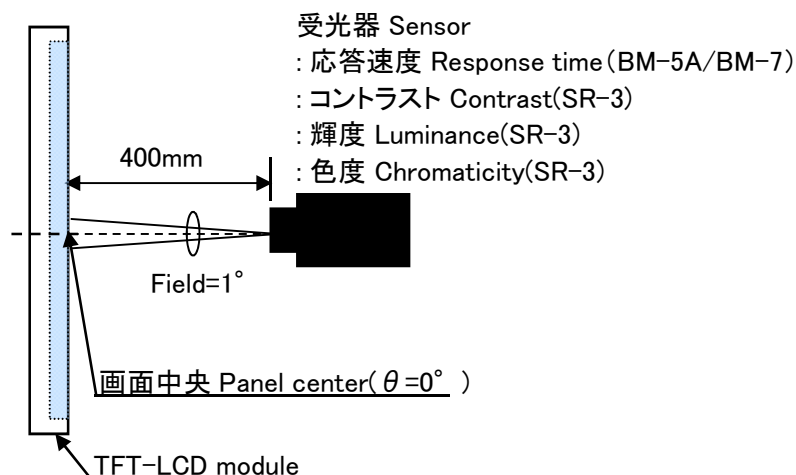 受光器 Sensor
: 応答速度 Response time(BM-5A/BM-7)
: コントラスト Contrast(SR-3)
: 輝度 Luminance(SR-3)
: 色度 Chromaticity(SR-3)
400mm
Field=1°
画面中央 Panel center( θ=0° )
TFT-LCD module